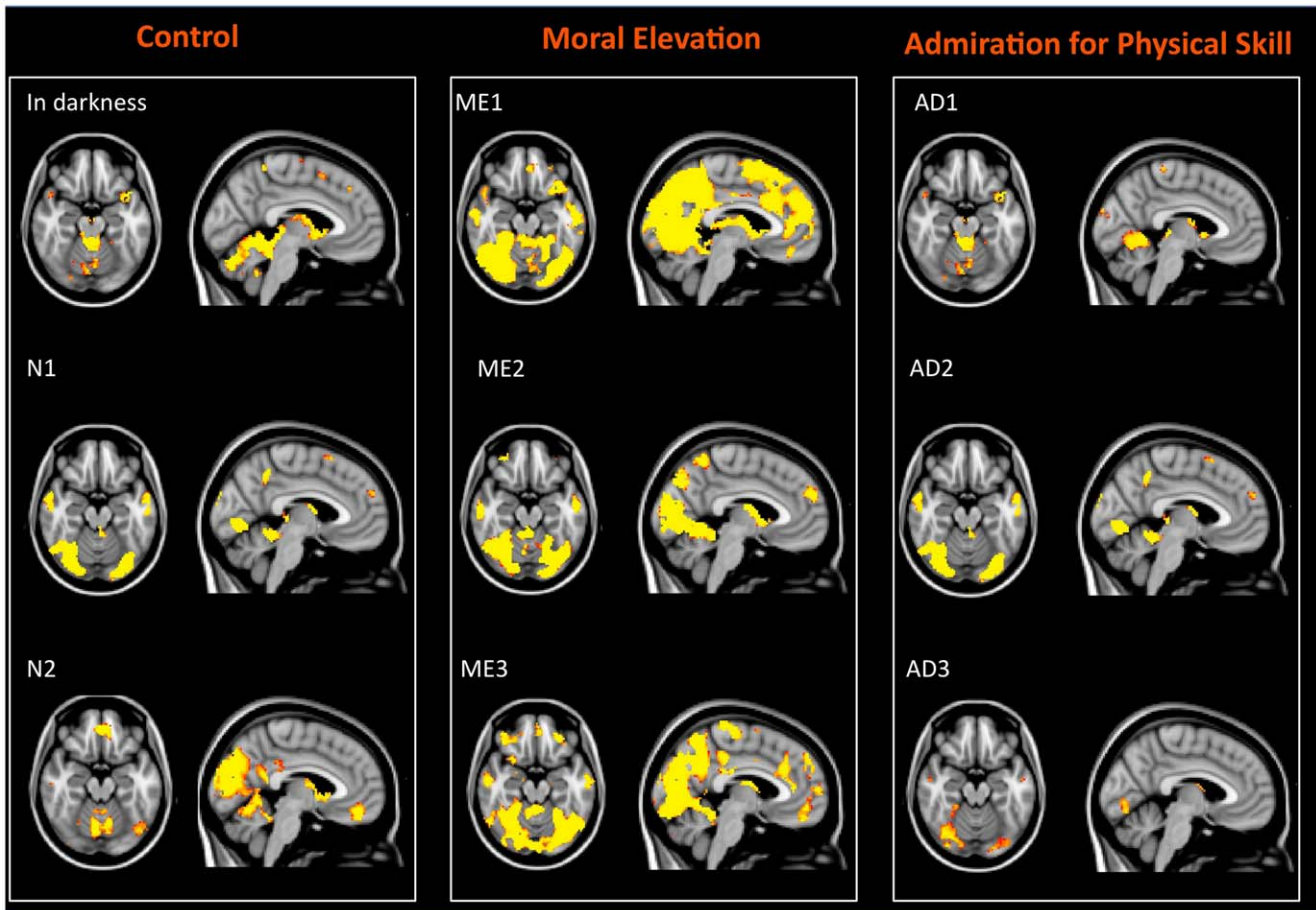 Control
Moral Elevation
Admiration for Physical Skill
In darkness
ME1
AD1
N1
ME2
AD2
N2
ME3
AD3